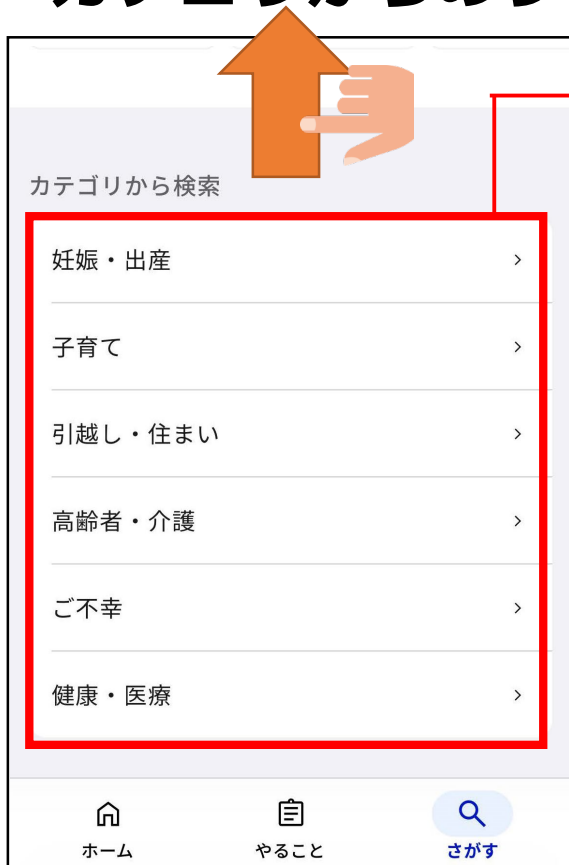 カテゴリから検索
妊娠・出産
子育て
引越し・住まい
高齢者・介護
ご不幸
健康・医療
ホーム
やること
さがす